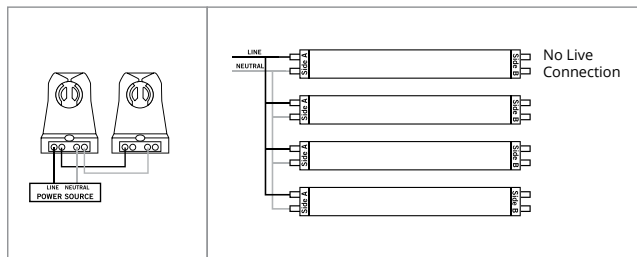 LINE NEUTRAL
POWER SOURCE
LINE
NEUTRAL
Side A
Side B
No Live
Connection
Side A
Side B
Side A
Side B
Side A
Side B